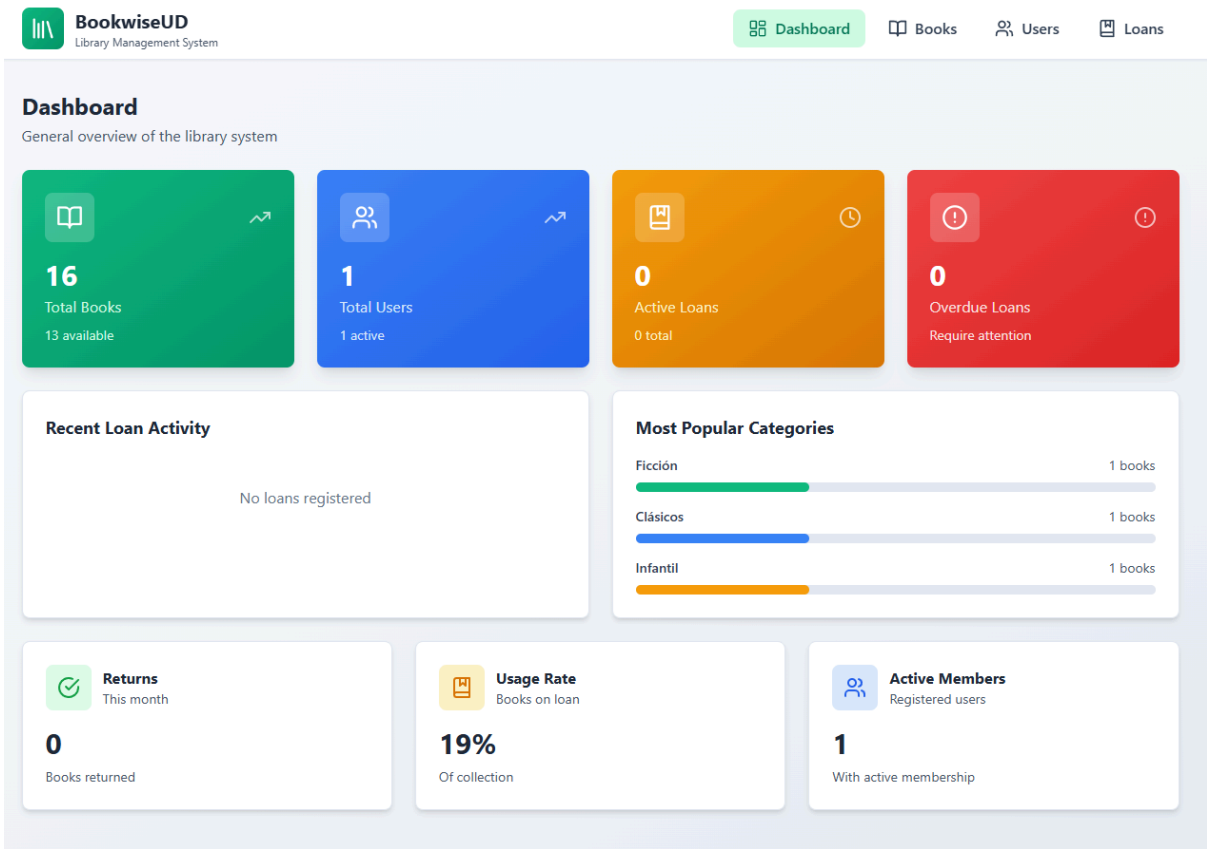 BookwiseUD
Library Management System
Dashboard
Books
Users
Loans
Dashboard
General overview of the library system
16
Total Books
13 available
1
Total Users
1 active
0
Active Loans
0 total
0
Overdue Loans
Require attention
Recent Loan Activity
No loans registered
Most Popular Categories
Ficción 1 books
Clásicos 1 books
Infantil 1 books
Returns
This month
0
Books returned
Usage Rate
Books on loan
19%
Of collection
Active Members
Registered users
1
With active membership